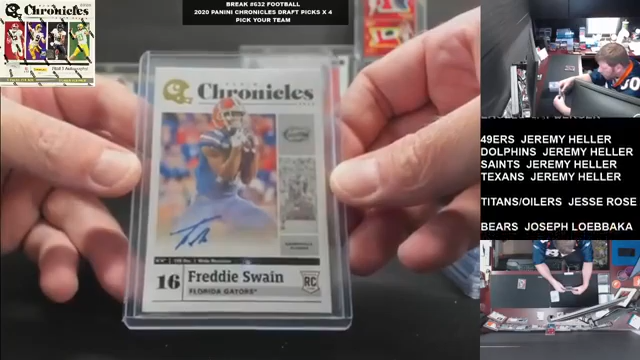 BREAK #632 FOOTBALL
2020 PANINI CHRONICLES DRAFT PICKS X 4
PICK YOUR TEAM
Chronicles
Chronicles
16
Freddie Swain
FLORIDA GATORS
RC
49ERS JEREMY HELLER
DOLPHINS JEREMY HELLER
SAINTS JEREMY HELLER
TEXANS JEREMY HELLER
TITANS/OILERS JESSE ROSE
BEARS JOSEPH LOEBBAKA